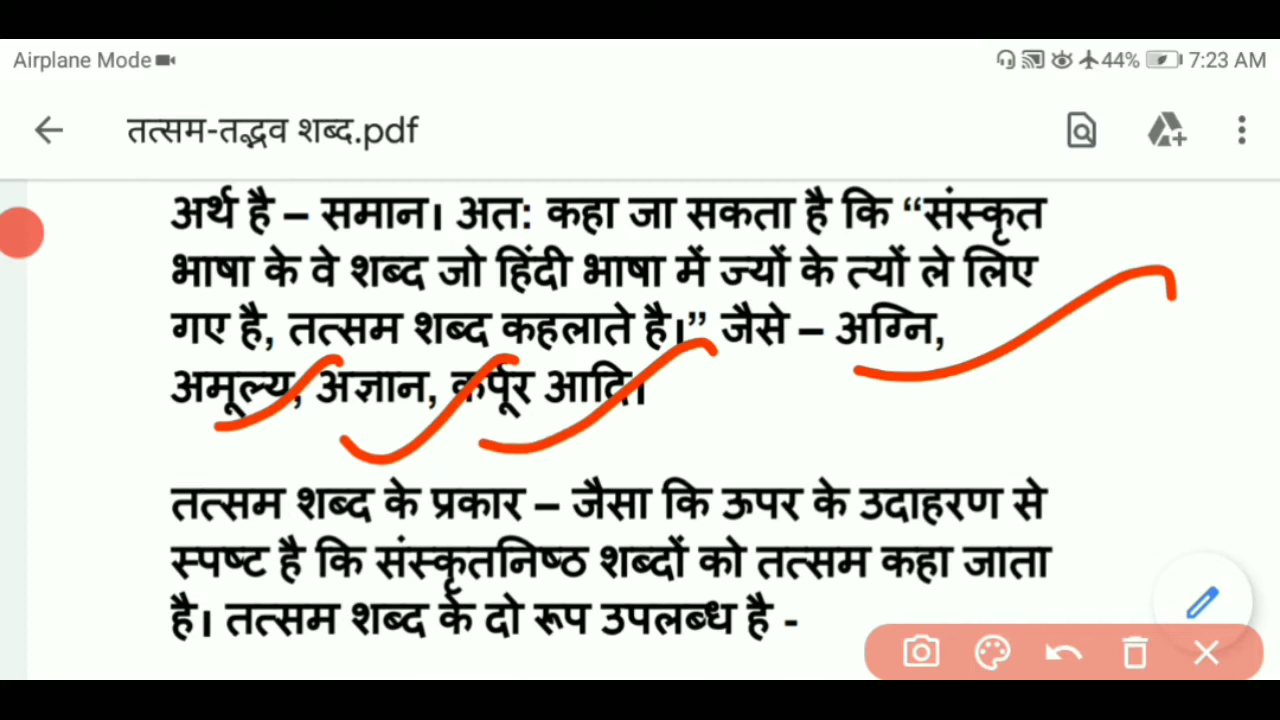 Airplane Mode
44% 7:23 AM
तत्सम-तद्भव शब्द.pdf
अर्थ है – समान। अत: कहा जा सकता है कि “संस्कृत
भाषा के वे शब्द जो हिंदी भाषा में ज्यों के त्यों ले लिए
गए है, तत्सम शब्द कहलाते है।” जैसे – अग्नि,
अमूल्य, अज्ञान, कर्पूर आदि।
तत्सम शब्द के प्रकार – जैसा कि ऊपर के उदाहरण से
स्पष्ट है कि संस्कृतनिष्ठ शब्दों को तत्सम कहा जाता
है। तत्सम शब्द के दो रूप उपलब्ध है -